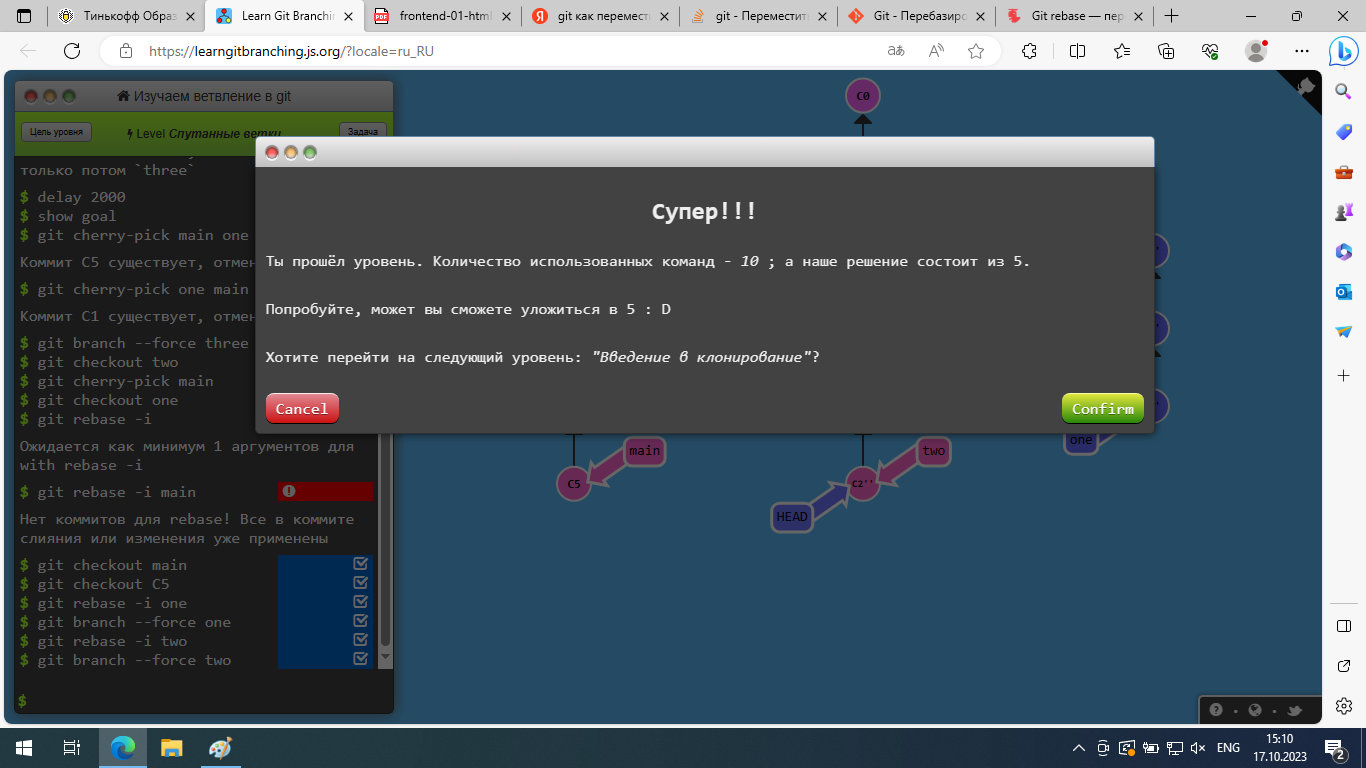 Тинькофф Образ
Learn Git Branchin
frontend-01-html
git как перемести
git - Переместит
Git - Перебазиро
Git rebase — пер
https://learngitbranching.js.org/?locale=ru_RU
Изучаем ветвление в git
Цель уровня
Level Спутанные ветки
Задача
только потом `three`
$ delay 2000
$ show goal
$ git cherry-pick main one
Коммит C5 существует, отмен
$ git cherry-pick one main
Коммит C1 существует, отмен
$ git branch --force three
$ git checkout two
$ git cherry-pick main
$ git checkout one
$ git rebase -i
Ожидается как минимум 1 аргументов для
with rebase -i
$ git rebase -i main
Нет коммитов для rebase! Все в коммите
слияния или изменения уже применены
$ git checkout main
$ git checkout C5
$ git rebase -i one
$ git branch --force one
$ git rebase -i two
$ git branch --force two
$
C0
Супер!!!
Ты прошёл уровень. Количество использованных команд - 10 ; а наше решение состоит из 5.
Попробуйте, может вы сможете уложиться в 5 : D
Хотите перейти на следующий уровень: "Введение в клонирование"?
Cancel
Confirm
main
two
one
C5
C2''
HEAD
ENG
15:10
17.10.2023
2